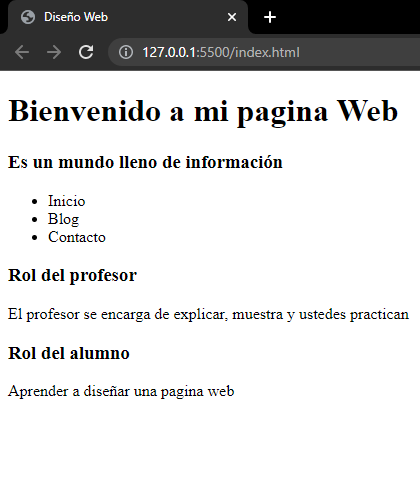 Diseño Web
127.0.0.1:5500/index.html
Bienvenido a mi pagina Web
Es un mundo lleno de información
Inicio
Blog
Contacto
Rol del profesor
El profesor se encarga de explicar, muestra y ustedes practican
Rol del alumno
Aprender a diseñar una pagina web